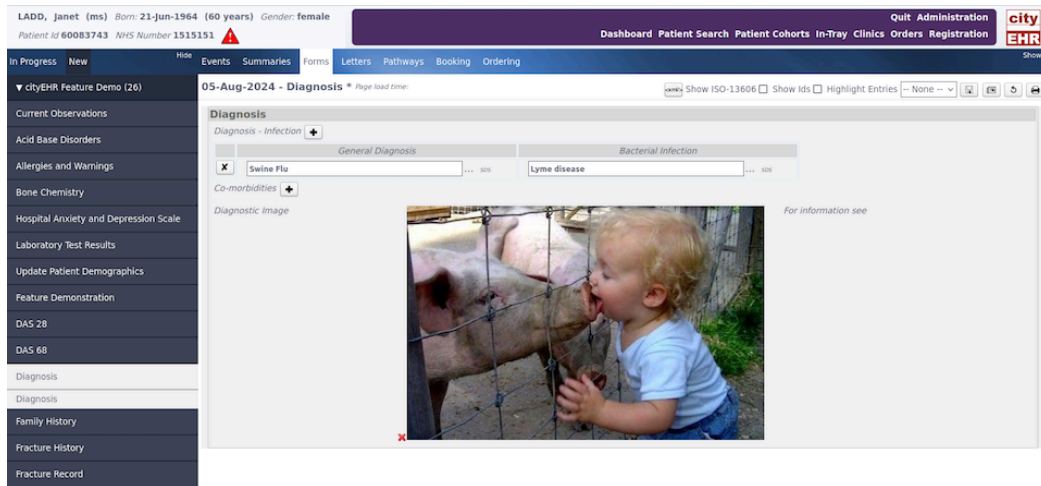 LADD, Janet (ms) Born: 21-Jun-1964 (60 years) Gender: female
Patient Id 60083743 NHS Number 1515151
Quit Administration
Dashboard Patient Search Patient Cohorts In-Tray Clinics Orders Registration
city
EHR
In Progress New Hide
Events Summaries Forms Letters Pathways Booking Ordering Show
▼ cityEHR Feature Demo (26)
Current Observations
Acid Base Disorders
Allergies and Warnings
Bone Chemistry
Hospital Anxiety and Depression Scale
Laboratory Test Results
Update Patient Demographics
Feature Demonstration
DAS 28
DAS 68
Diagnosis
Diagnosis
Family History
Fracture History
Fracture Record
05-Aug-2024 - Diagnosis * Page load time:
Show ISO-13606 Show Ids Highlight Entries -- None --
Diagnosis
Diagnosis - Infection
General Diagnosis Bacterial Infection
Swine Flu ... sos Lyme disease ... sos
Co-morbidities
Diagnostic Image For information see